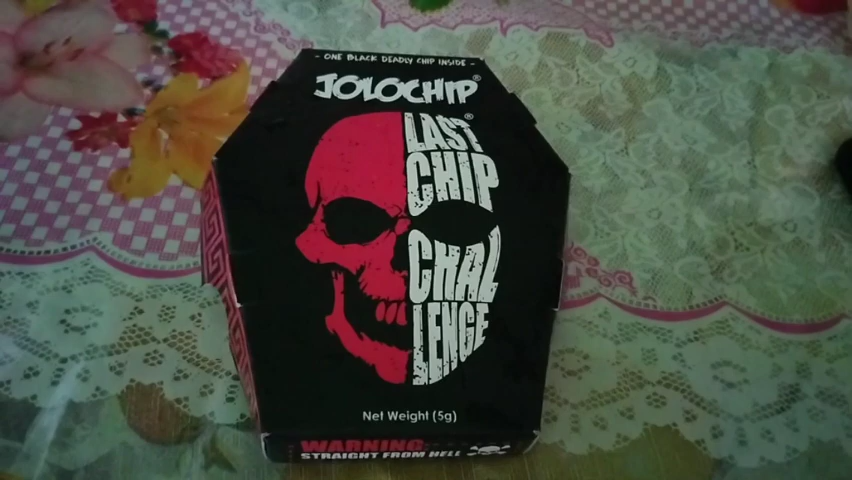 - ONE BLACK DEADLY CHIP INSIDE -
JOLOCHIP®
LAST®
CHIP
CHAL
LENGE
Net Weight (5g)
WARNING
STRAIGHT FROM HELL